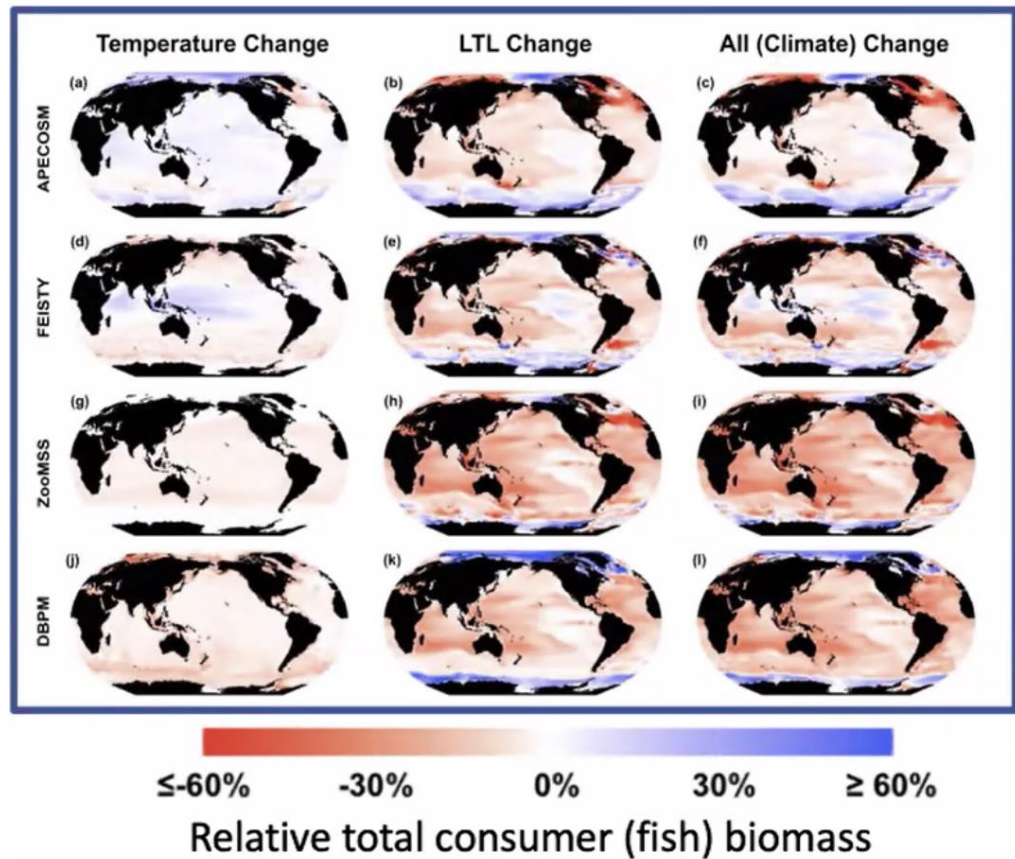 Temperature Change LTL Change All (Climate) Change
(a) (b) (c)
APECOSM
(d) (e) (f)
FEISTY
(g) (h) (i)
ZooMSS
(j) (k) (l)
DBPM
≤-60% -30% 0% 30% ≥ 60%
Relative total consumer (fish) biomass